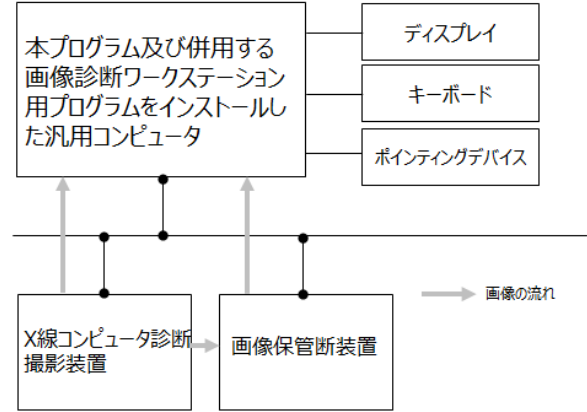 本プログラム及び併用する
画像診断ワークステーション
用プログラムをインストールし
た汎用コンピュータ
ディスプレイ
キーボード
ポインティングデバイス
X線コンピュータ診断
撮影装置
画像保管断装置
画像の流れ